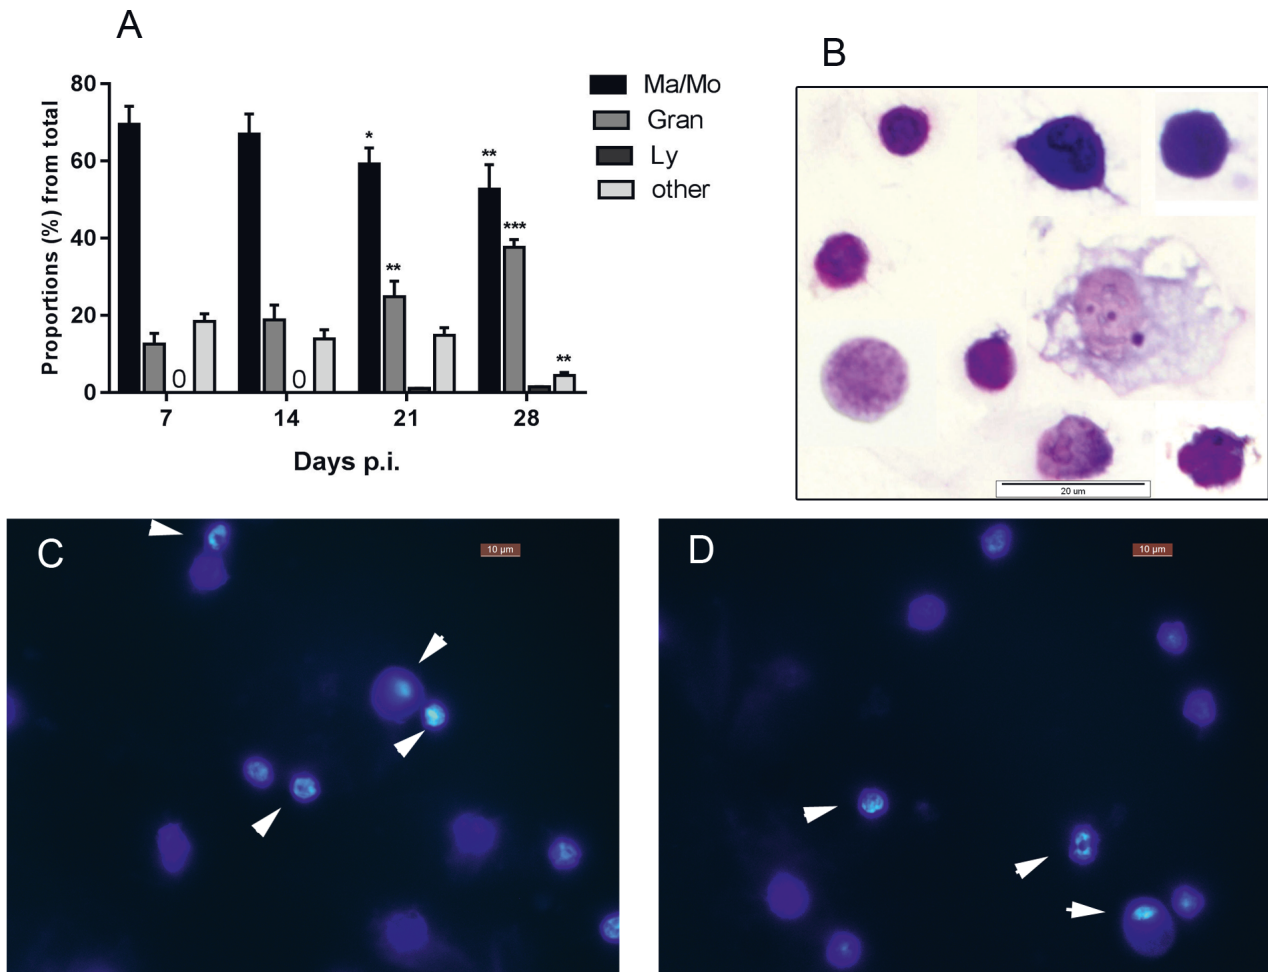 A
80
60
40
20
0
Proportions (%) from total
*
**
**
***
**
0
0
7
14
21
28
Days p.i.
Ma/Mo
Gran
Ly
other
B
20 um
C
10 µm
D
10 µm